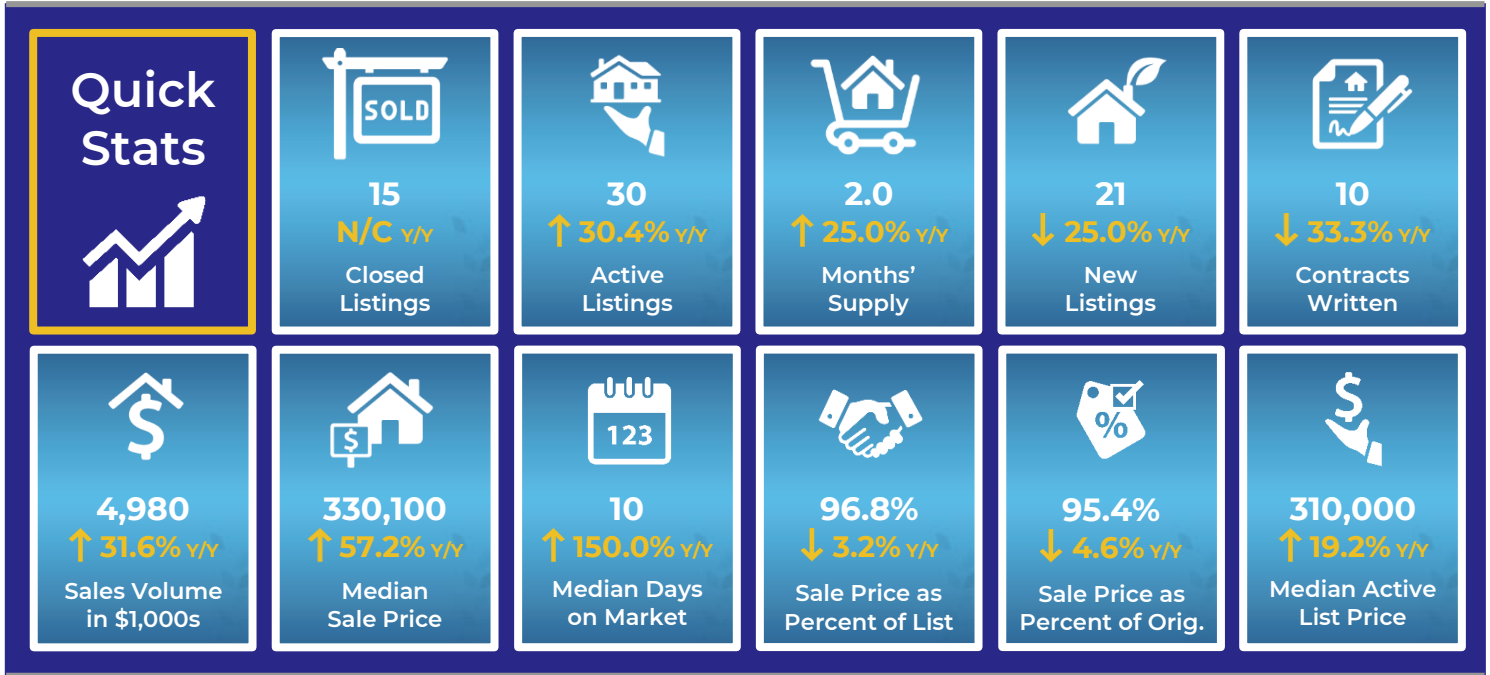 Quick
Stats
SOLD
15
N/C Y/Y
Closed
Listings
30
↑ 30.4% Y/Y
Active
Listings
2.0
↑ 25.0% Y/Y
Months’
Supply
21
↓ 25.0% Y/Y
New
Listings
10
↓ 33.3% Y/Y
Contracts
Written
$
4,980
↑ 31.6% Y/Y
Sales Volume
in $1,000s
$
330,100
↑ 57.2% Y/Y
Median
Sale Price
123
10
↑ 150.0% Y/Y
Median Days
on Market
96.8%
↓ 3.2% Y/Y
Sale Price as
Percent of List
%
95.4%
↓ 4.6% Y/Y
Sale Price as
Percent of Orig.
$
310,000
↑ 19.2% Y/Y
Median Active
List Price